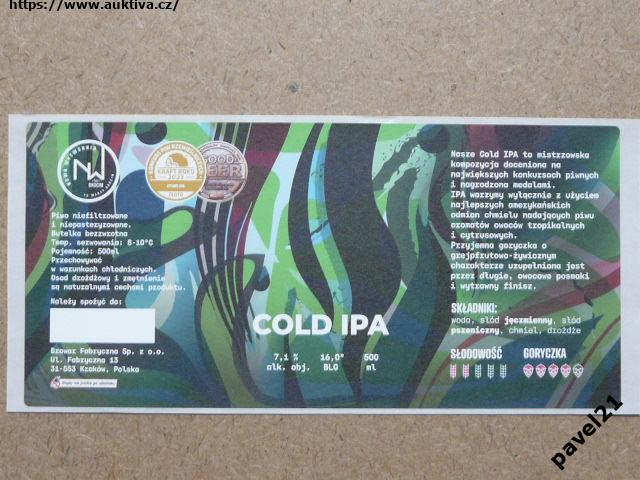 https://www.auktiva.cz/
NW
KRAFT ROKU
2023
ZŁOTO
GOOD
BEER
Piwo niefiltrowane
i niepasteryzowane.
Butelka bezzwrotna
Temp. serwowania: 8-10°C
Pojemność: 500ml
Przechowywać
w warunkach chłodniczych.
Osad drożdżowy i zmętnienie
są naturalnymi cechami produktu.
Należy spożyć do:
Browar Fabryczna Sp. z o.o.
Ul. Fabryczna 13
31-553 Kraków, Polska
COLD IPA
7,1 % 16,0° 500
alk. obj. BLG ml
Nasze Cold IPA to mistrzowska
kompozycja doceniona na
największych konkursach piwnych
i nagrodzona medalami.
IPA warzymy wyłącznie z użyciem
najlepszych amerykańskich
odmian chmielu nadających piwu
aromatów owoców tropikalnych
i cytrusowych.
Przyjemna goryczka o
grejpfrutowo-żywicznym
charakterze uzupełniona jest
przez długie, owocowe posmaki
i wytrawny finisz.
SKŁADNIKI:
woda, słód jęczmienny, słód
pszeniczny, chmiel, drożdże
SŁODOWOŚĆ GORYCZKA
pavel21